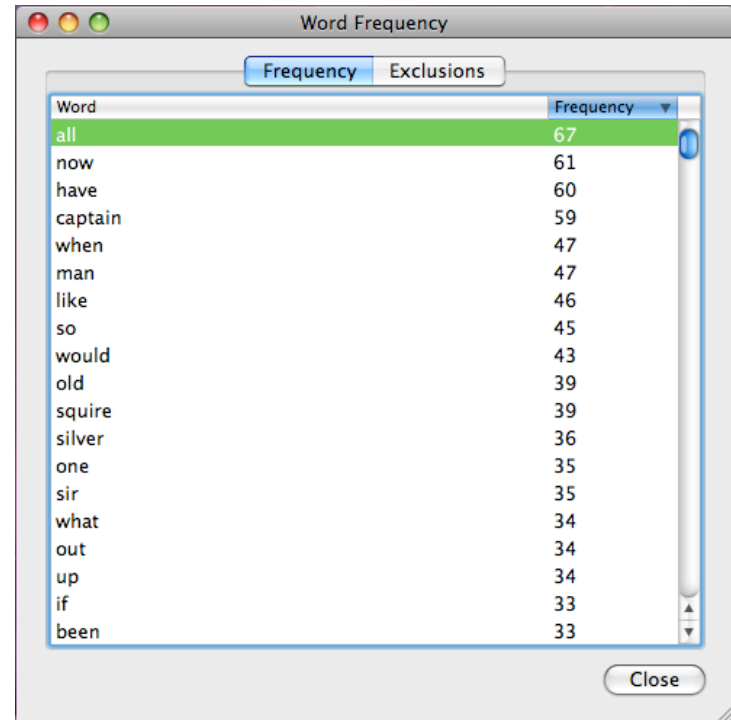 Word Frequency
Frequency Exclusions
Word Frequency
all 67
now 61
have 60
captain 59
when 47
man 47
like 46
so 45
would 43
old 39
squire 39
silver 36
one 35
sir 35
what 34
out 34
up 34
if 33
been 33
Close